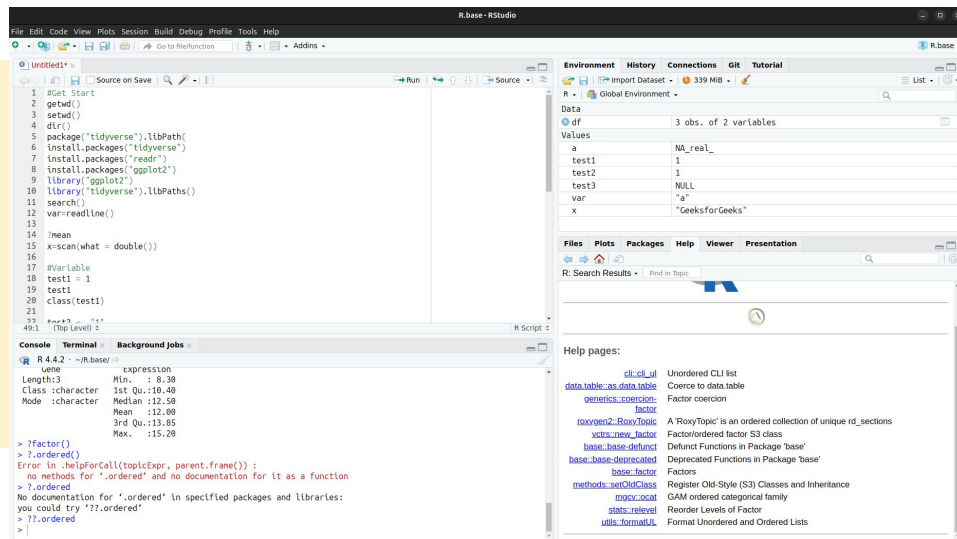 R.base - RStudio
File Edit Code View Plots Session Build Debug Profile Tools Help
Go to file/function
Addins
R.base
Untitled1*
Source on Save
Run
Source
1 #Get Start
2 getwd()
3 setwd()
4 dir()
5 package("tidyverse").libPath(
6 install.packages("tidyverse")
7 install.packages("readr")
8 install.packages("ggplot2")
9 library("ggplot2")
10 library("tidyverse").libPaths()
11 search()
12 var=readline()
13
14 ?mean
15 x=scan(what = double())
16
17 #Variable
18 test1 = 1
19 test1
20 class(test1)
21
22 test2 <- "1"
49:1 (Top Level) R Script
Console Terminal Background Jobs
R 4.4.2 · ~/R.base/
Gene Expression
Length:3 Min. : 8.30
Class :character 1st Qu.:10.40
Mode :character Median :12.50
Mean :12.00
3rd Qu.:13.85
Max. :15.20
> ?factor()
> ?.ordered()
Error in .helpForCall(topicExpr, parent.frame()) :
no methods for ‘.ordered’ and no documentation for it as a function
> ?.ordered
No documentation for ‘.ordered’ in specified packages and libraries:
you could try ‘??.ordered’
> ??.ordered
>
Environment History Connections Git Tutorial
Import Dataset 339 MiB List
R Global Environment
Data
df 3 obs. of 2 variables
Values
a NA_real_
test1 1
test2 1
test3 NULL
var "a"
x "GeeksforGeeks"
Files Plots Packages Help Viewer Presentation
R: Search Results Find in Topic
Help pages:
cli::cli_ul Unordered CLI list
data.table::as.data.table Coerce to data.table
generics::coercion-factor Factor coercion
roxygen2::RoxyTopic A 'RoxyTopic' is an ordered collection of unique rd_sections
vctrs::new_factor Factor/ordered factor S3 class
base::base-defunct Defunct Functions in Package 'base'
base::base-deprecated Deprecated Functions in Package 'base'
base::factor Factors
methods::setOldClass Register Old-Style (S3) Classes and Inheritance
mgcv::ocat GAM ordered categorical family
stats::relevel Reorder Levels of Factor
utils::formatUL Format Unordered and Ordered Lists